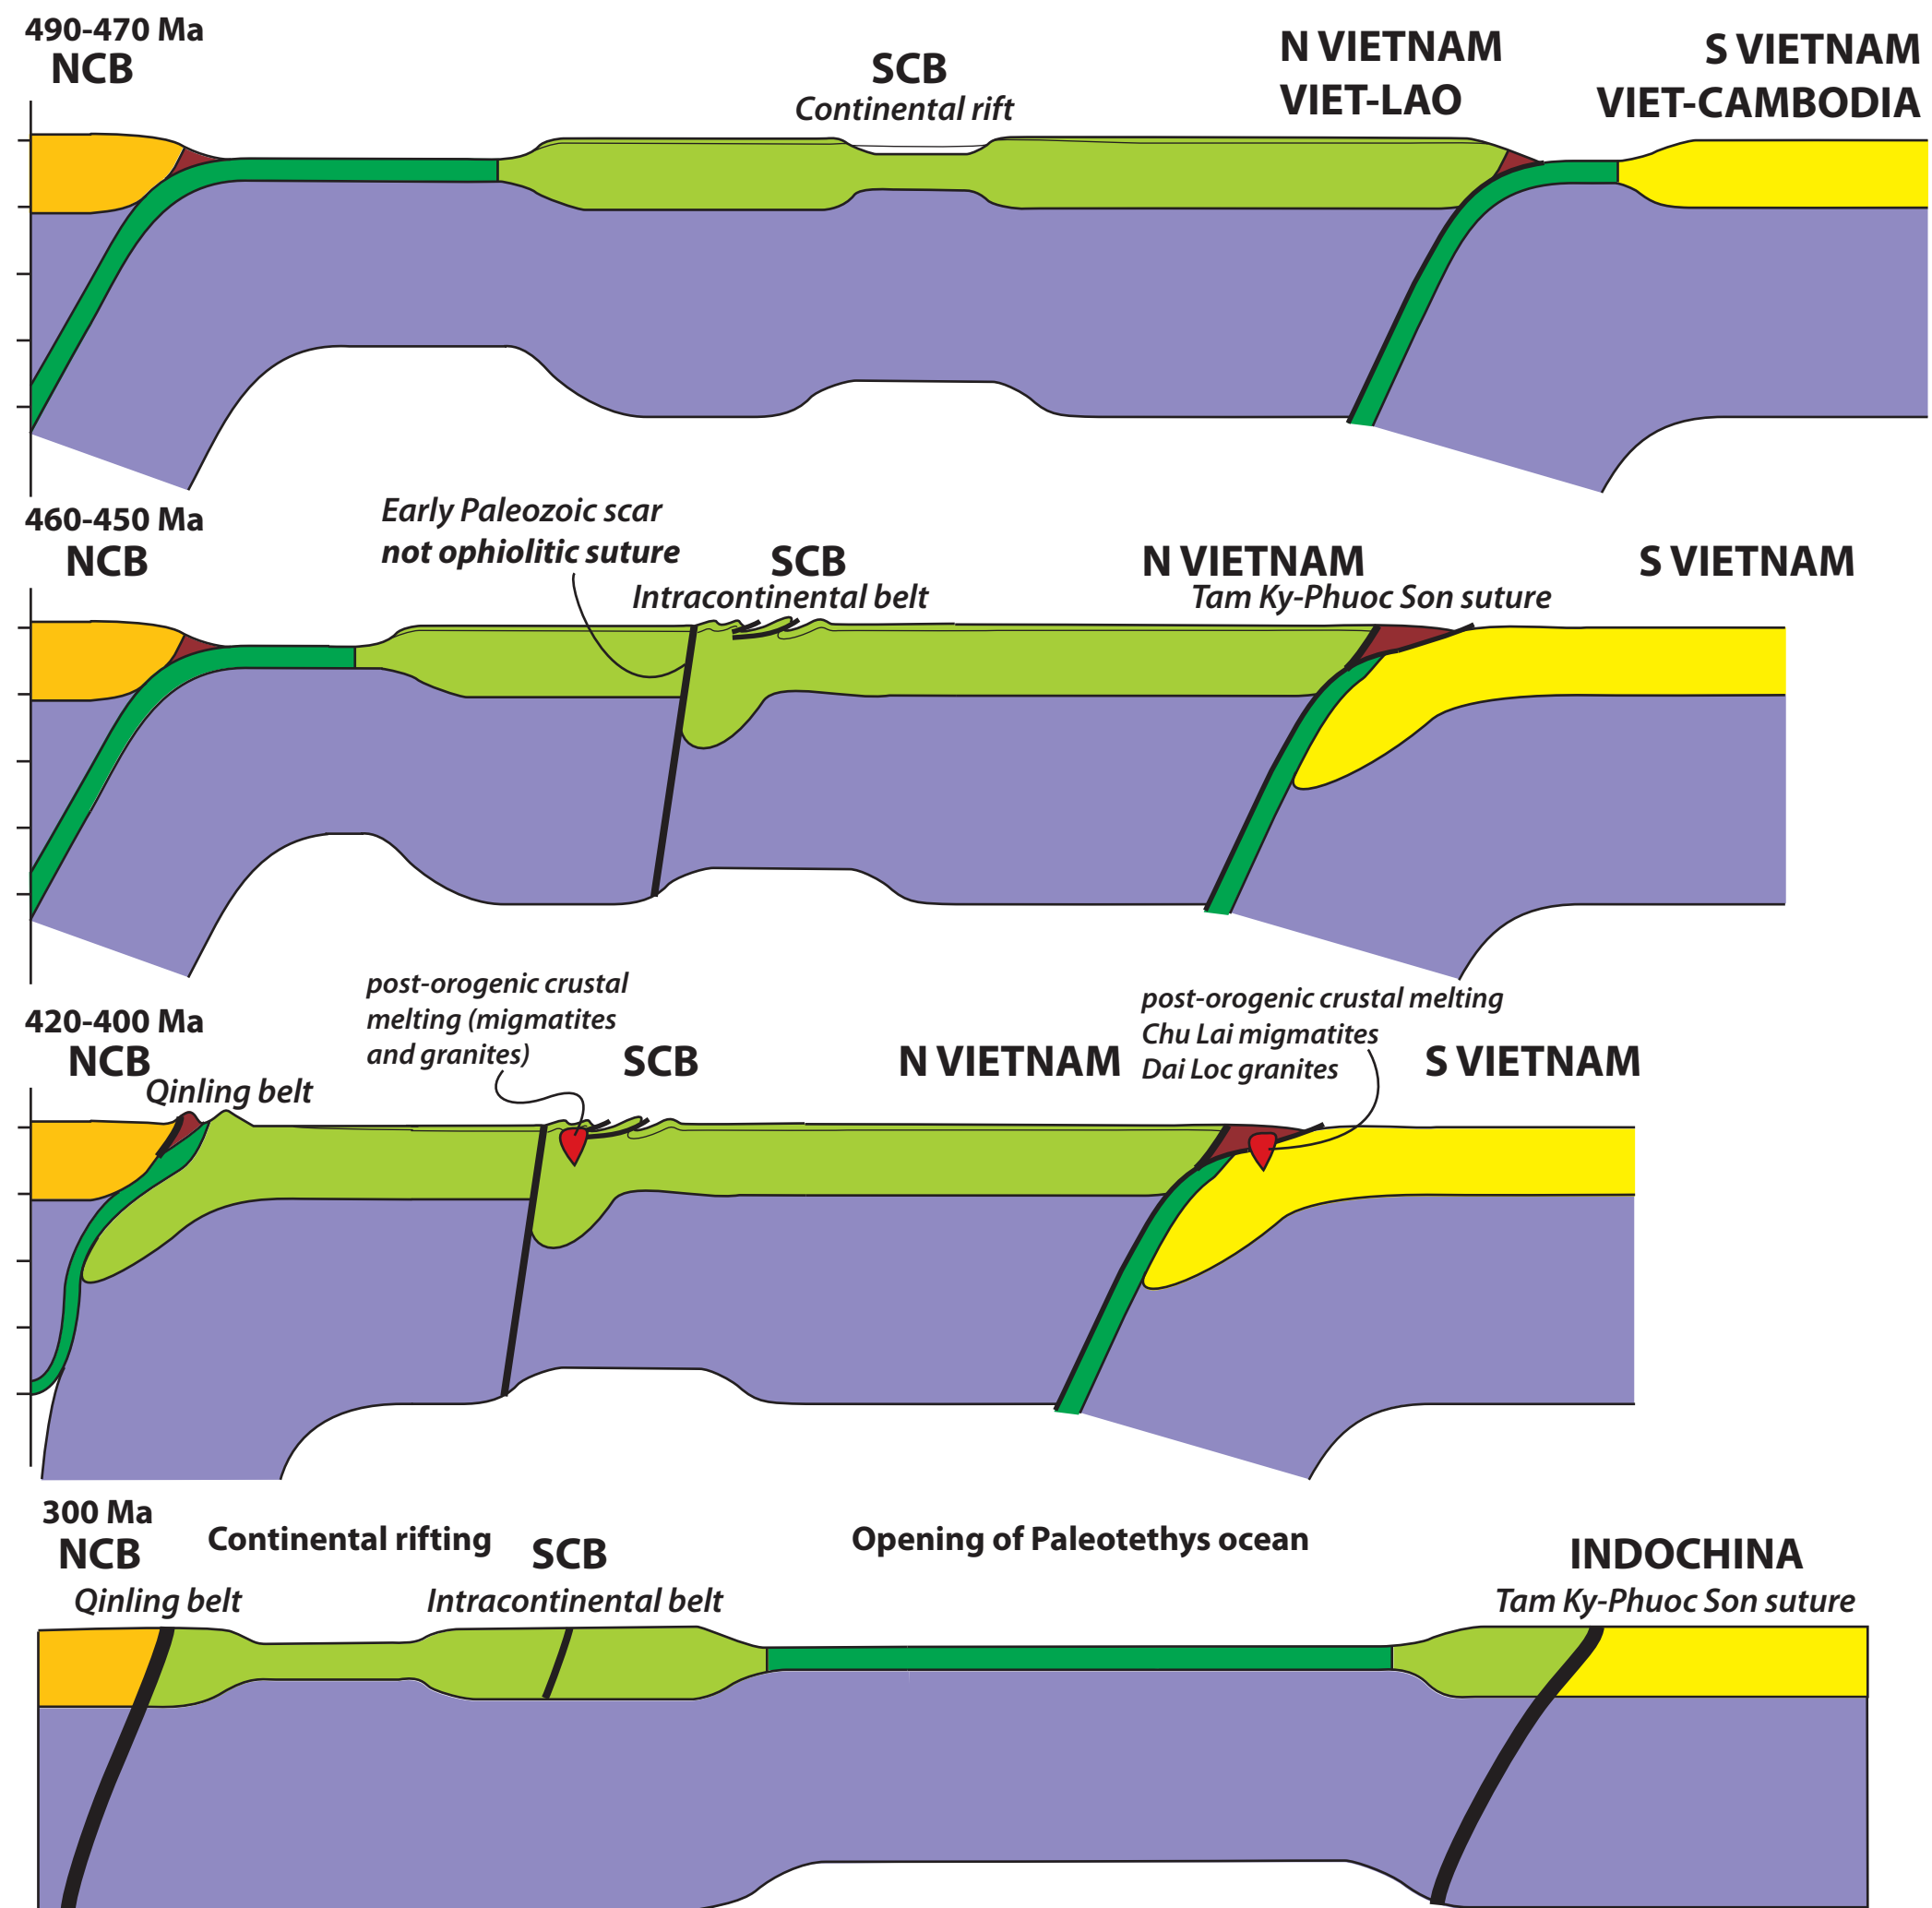 490-470 Ma
NCB
SCB
Continental rift
N VIETNAM
VIET-LAO
S VIETNAM
VIET-CAMBODIA
460-450 Ma
NCB
Early Paleozoic scar
not ophiolitic suture
SCB
Intracontinental belt
N VIETNAM
Tam Ky-Phuoc Son suture
S VIETNAM
420-400 Ma
NCB
Qinling belt
post-orogenic crustal
melting (migmatites
and granites)
SCB
N VIETNAM
post-orogenic crustal melting
Chu Lai migmatites
Dai Loc granites
S VIETNAM
300 Ma
NCB
Qinling belt
Continental rifting
SCB
Intracontinental belt
Opening of Paleotethys ocean
INDOCHINA
Tam Ky-Phuoc Son suture